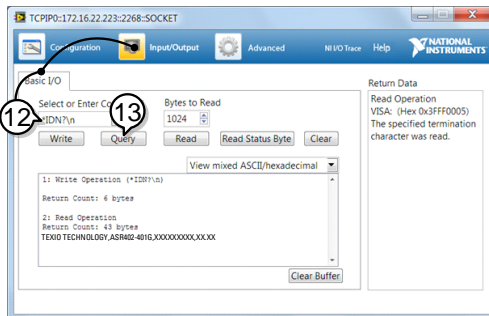 TCPIP0::172.16.22.223::2268::SOCKET
Configuration
Input/Output
Advanced
NI I/O Trace
Help
NATIONAL
INSTRUMENTS
Basic I/O
Return Data
12
13
Select or Enter Co
Bytes to Read
*IDN?\n
1024
Write
Query
Read
Read Status Byte
Clear
Read Operation
VISA: (Hex 0x3FFF0005)
The specified termination
character was read.
View mixed ASCII/hexadecimal
1: Write Operation (*IDN?\n)
Return Count: 6 bytes
2: Read Operation
Return Count: 43 bytes
TEXIO TECHNOLOGY,ASR402-401G,XXXXXXXXX,XX.XX
Clear Buffer